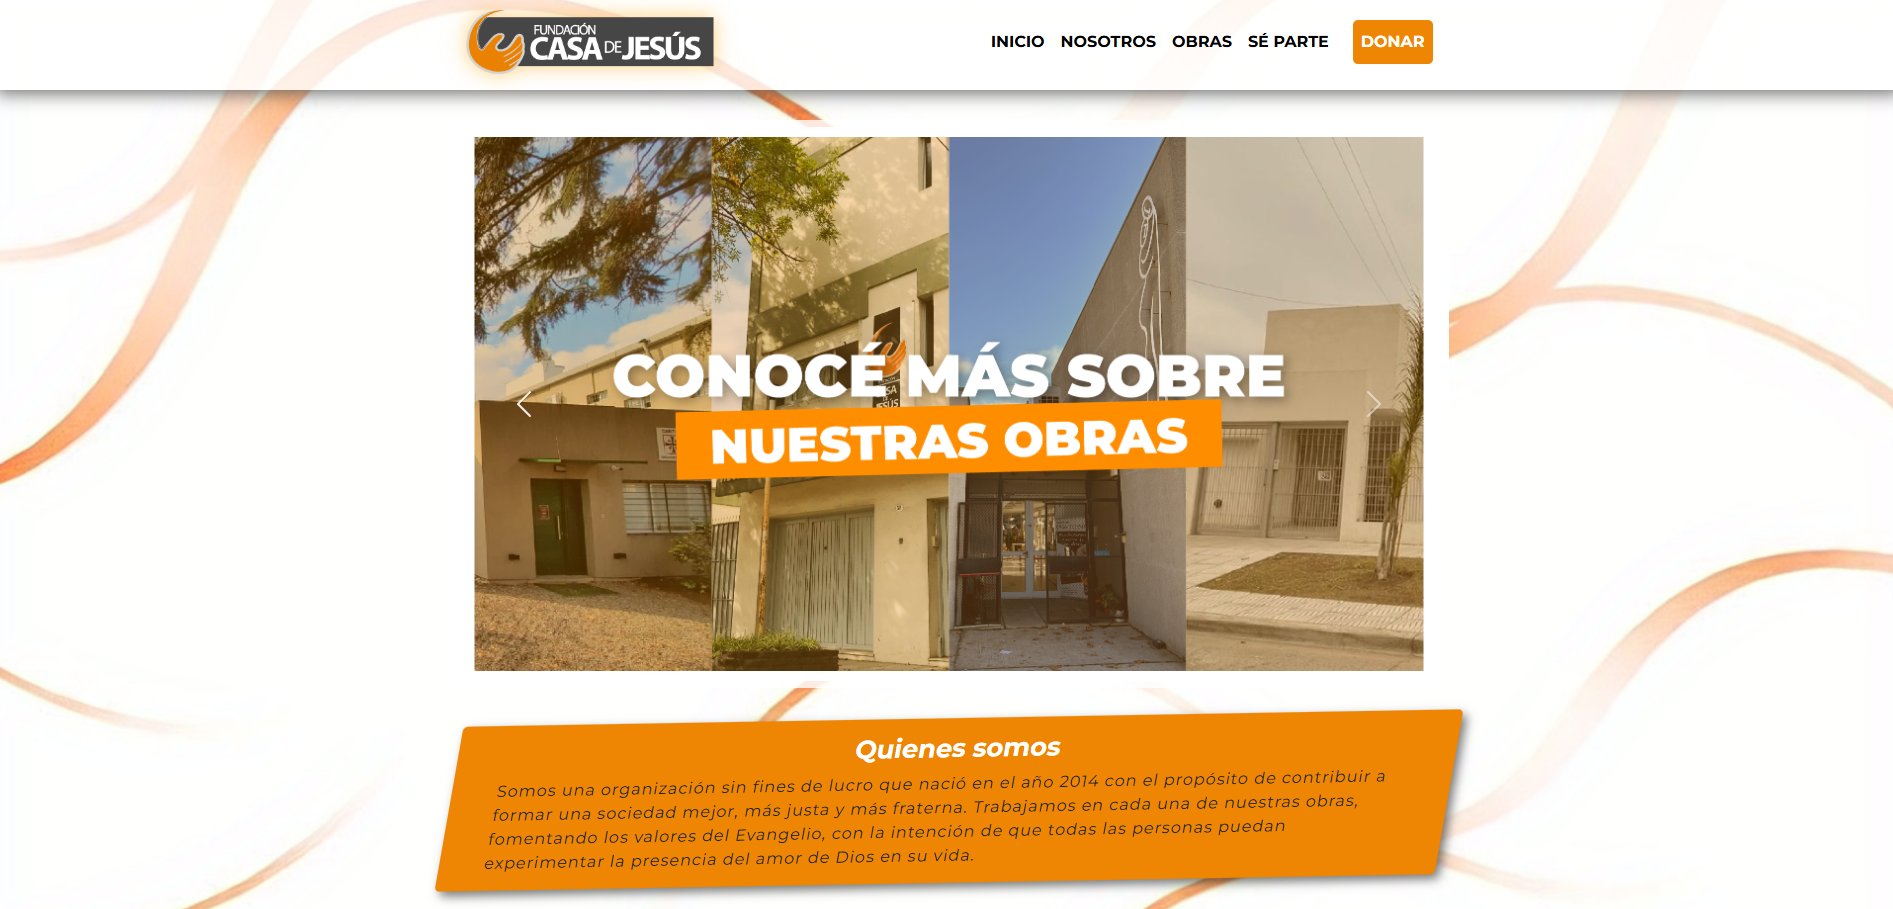 FUNDACIÓN
CASA DE JESÚS
INICIO NOSOTROS OBRAS SÉ PARTE DONAR
CONOCÉ MÁS SOBRE
NUESTRAS OBRAS
Quienes somos
Somos una organización sin fines de lucro que nació en el año 2014 con el propósito de contribuir a
formar una sociedad mejor, más justa y más fraterna. Trabajamos en cada una de nuestras obras,
fomentando los valores del Evangelio, con la intención de que todas las personas puedan
experimentar la presencia del amor de Dios en su vida.